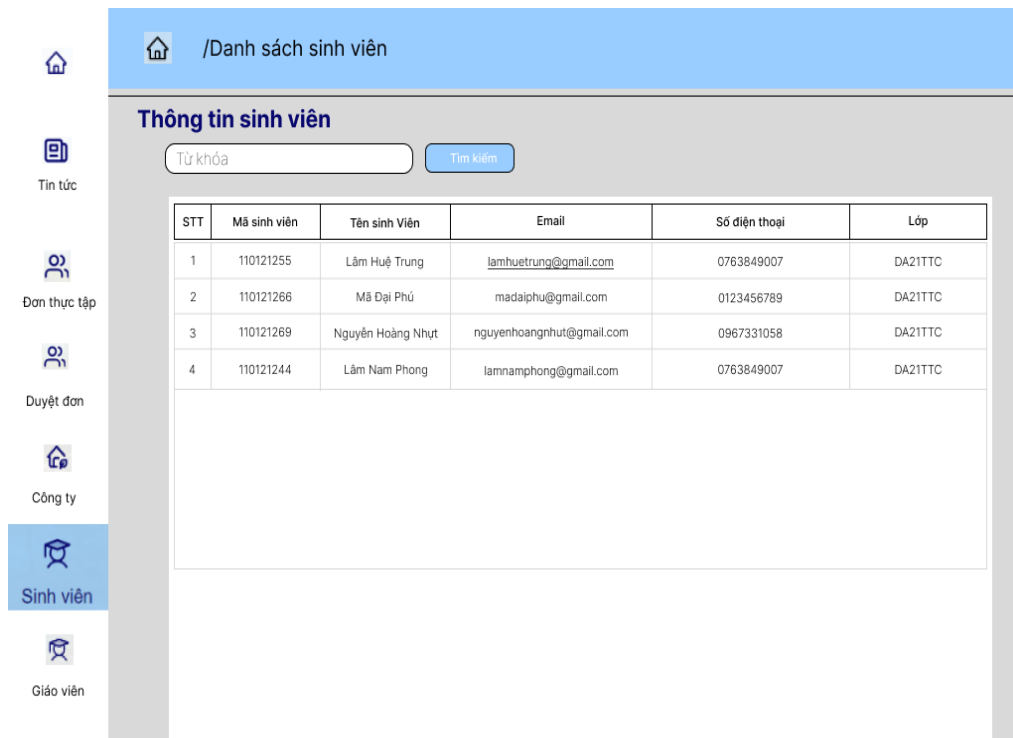 /Danh sách sinh viên
Thông tin sinh viên
Từ khóa
Tìm kiếm
Tin tức
Đơn thực tập
Duyệt đơn
Công ty
Sinh viên
Giáo viên
STT Mã sinh viên Tên sinh Viên Email Số điện thoại Lớp
1 110121255 Lâm Huệ Trung lamhuetrung@gmail.com 0763849007 DA21TTC
2 110121266 Mã Đại Phú madaiphu@gmail.com 0123456789 DA21TTC
3 110121269 Nguyễn Hoàng Nhựt nguyenhoangnhut@gmail.com 0967331058 DA21TTC
4 110121244 Lâm Nam Phong lamnamphong@gmail.com 0763849007 DA21TTC